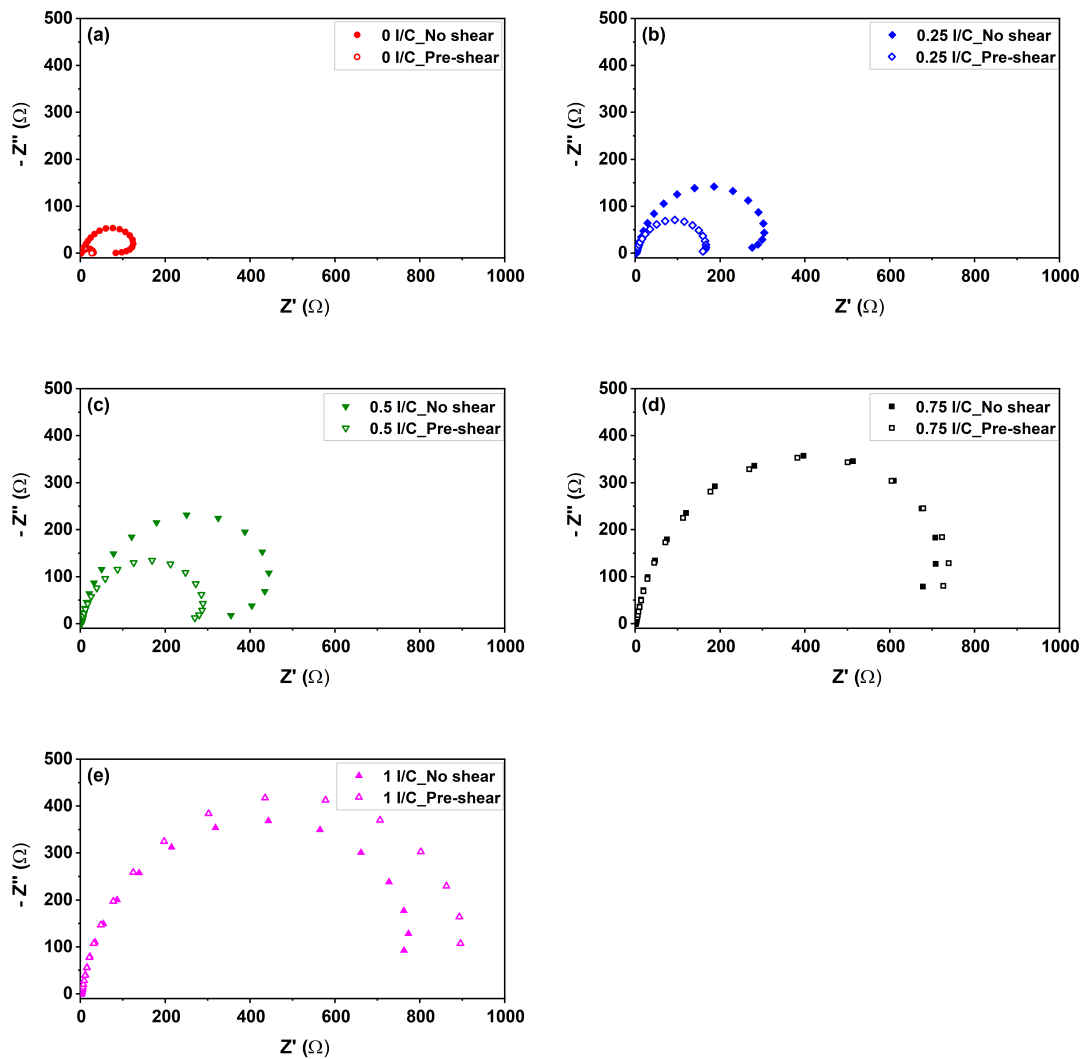 (a)
0 I/C_No shear
0 I/C_Pre-shear
500
400
300
200
100
0
- Z'' (Ω)
0 200 400 600 800 1000
Z' (Ω)
(b)
0.25 I/C_No shear
0.25 I/C_Pre-shear
500
400
300
200
100
0
- Z'' (Ω)
0 200 400 600 800 1000
Z' (Ω)
(c)
0.5 I/C_No shear
0.5 I/C_Pre-shear
500
400
300
200
100
0
- Z'' (Ω)
0 200 400 600 800 1000
Z' (Ω)
(d)
0.75 I/C_No shear
0.75 I/C_Pre-shear
500
400
300
200
100
0
- Z'' (Ω)
0 200 400 600 800 1000
Z' (Ω)
(e)
1 I/C_No shear
1 I/C_Pre-shear
500
400
300
200
100
0
- Z'' (Ω)
0 200 400 600 800 1000
Z' (Ω)